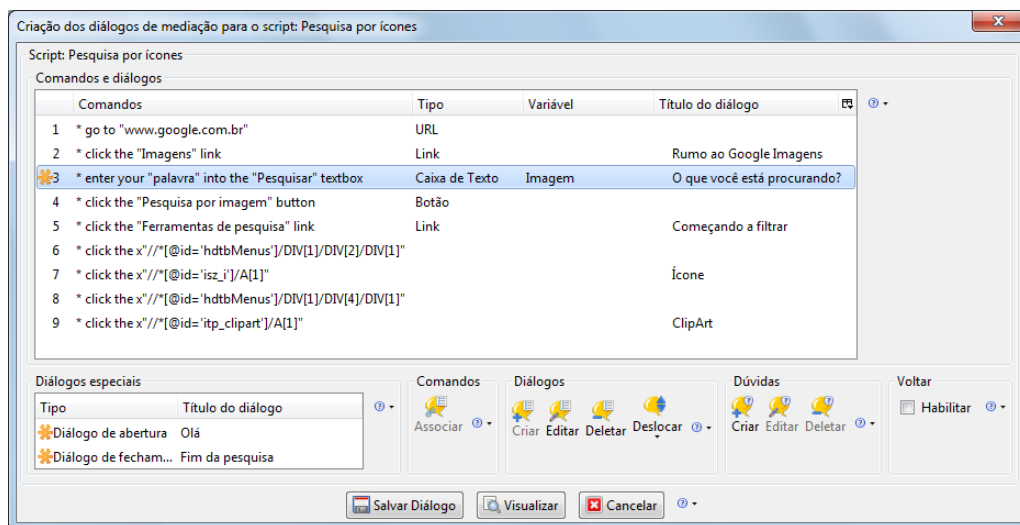 Criação dos diálogos de mediação para o script: Pesquisa por ícones
Script: Pesquisa por ícones
Comandos e diálogos
Comandos Tipo Variável Título do diálogo
1 * go to "www.google.com.br" URL
2 * click the "Imagens" link Link Rumo ao Google Imagens
3 * enter your "palavra" into the "Pesquisar" textbox Caixa de Texto Imagem O que você está procurando?
4 * click the "Pesquisa por imagem" button Botão
5 * click the "Ferramentas de pesquisa" link Link Começando a filtrar
6 * click the x"//*[@id='hdtbMenus']/DIV[1]/DIV[2]/DIV[1]"
7 * click the x"//*[@id='isz_i']/A[1]" Ícone
8 * click the x"//*[@id='hdtbMenus']/DIV[1]/DIV[4]/DIV[1]"
9 * click the x"//*[@id='itp_clipart']/A[1]" ClipArt
Diálogos especiais Comandos Diálogos Dúvidas Voltar
Tipo Título do diálogo
Diálogo de abertura Olá
Diálogo de fecham... Fim da pesquisa
Associar Criar Editar Deletar Deslocar Criar Editar Deletar Habilitar
Salvar Diálogo Visualizar Cancelar